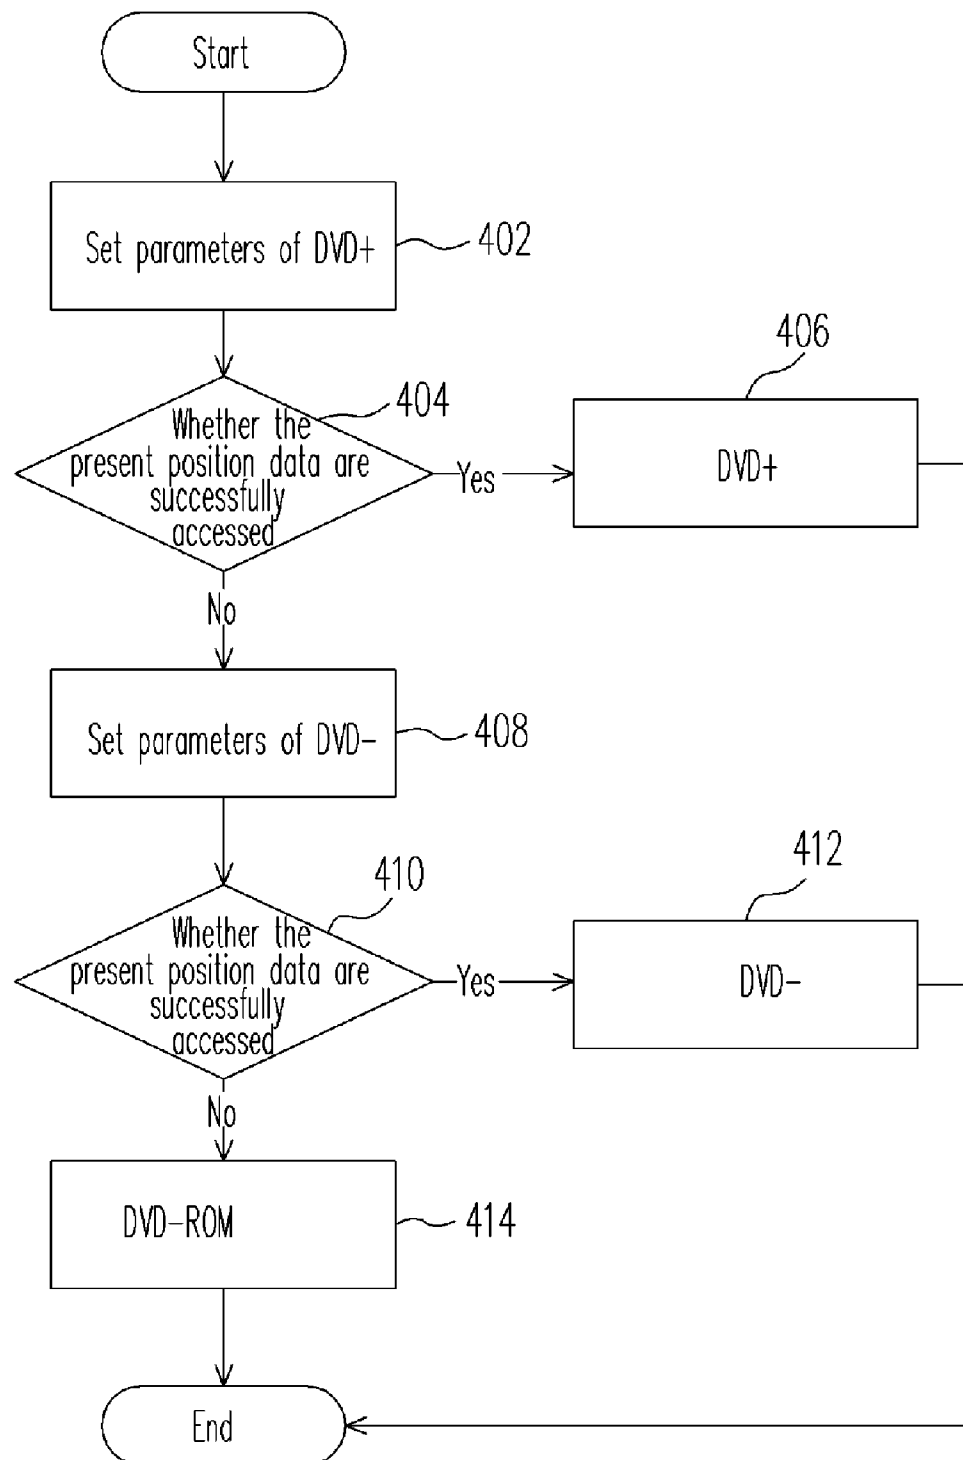 Start
Set parameters of DVD+
402
Whether the
present position data are
successfully
accessed
404
Yes
406
DVD+
No
Set parameters of DVD-
408
Whether the
present position data are
successfully
accessed
410
Yes
412
DVD-
No
DVD-ROM
414
End